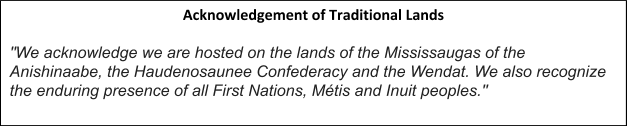 Acknowledgement of Traditional Lands
"We acknowledge we are hosted on the lands of the Mississaugas of the
Anishinaabe, the Haudenosaunee Confederacy and the Wendat. We also recognize
the enduring presence of all First Nations, Métis and Inuit peoples."